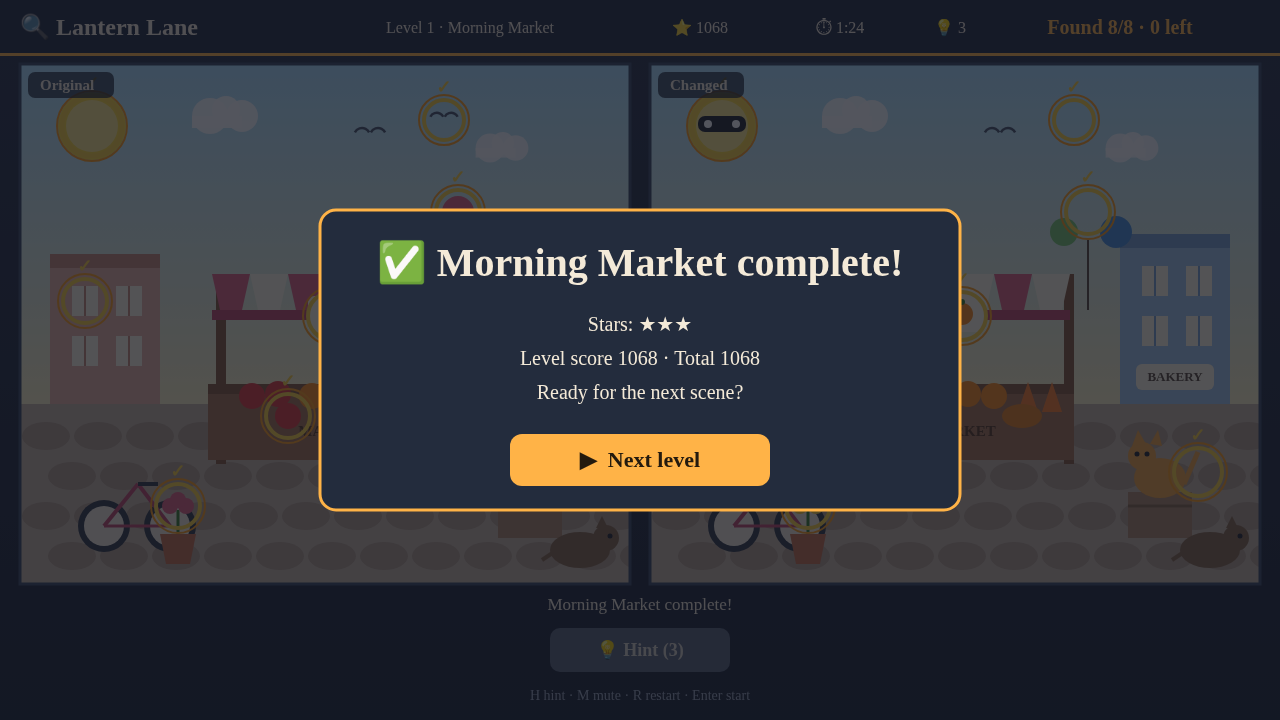 🔍 Lantern Lane
Level 1 · Morning Market
⭐ 1068
⏱ 1:24
💡 3
Found 8/8 · 0 left
Original
Changed
✅ Morning Market complete!
Stars: ★★★
Level score 1068 · Total 1068
Ready for the next scene?
▶ Next level
BAKERY
KET
Morning Market complete!
💡 Hint (3)
H hint · M mute · R restart · Enter start